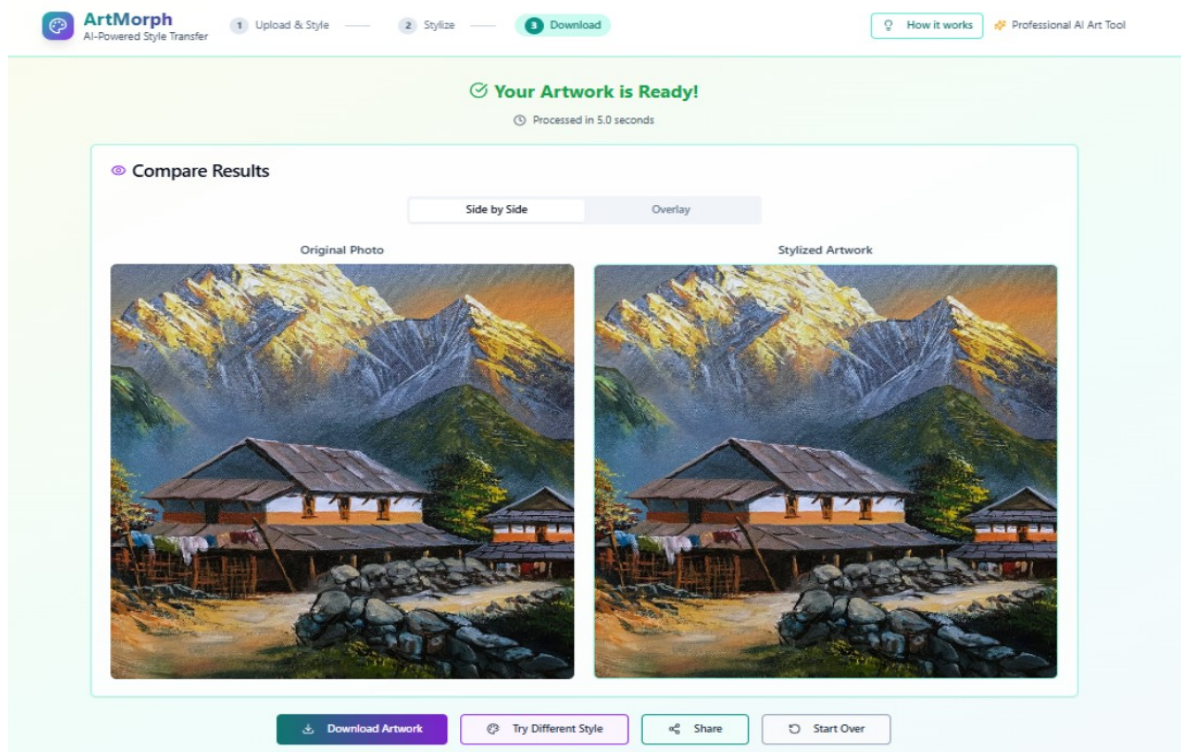 ArtMorph
AI-Powered Style Transfer
1 Upload & Style
2 Stylize
3 Download
How it works
Professional AI Art Tool
Your Artwork is Ready!
Processed in 5.0 seconds
Compare Results
Side by Side
Overlay
Original Photo
Stylized Artwork
Download Artwork
Try Different Style
Share
Start Over